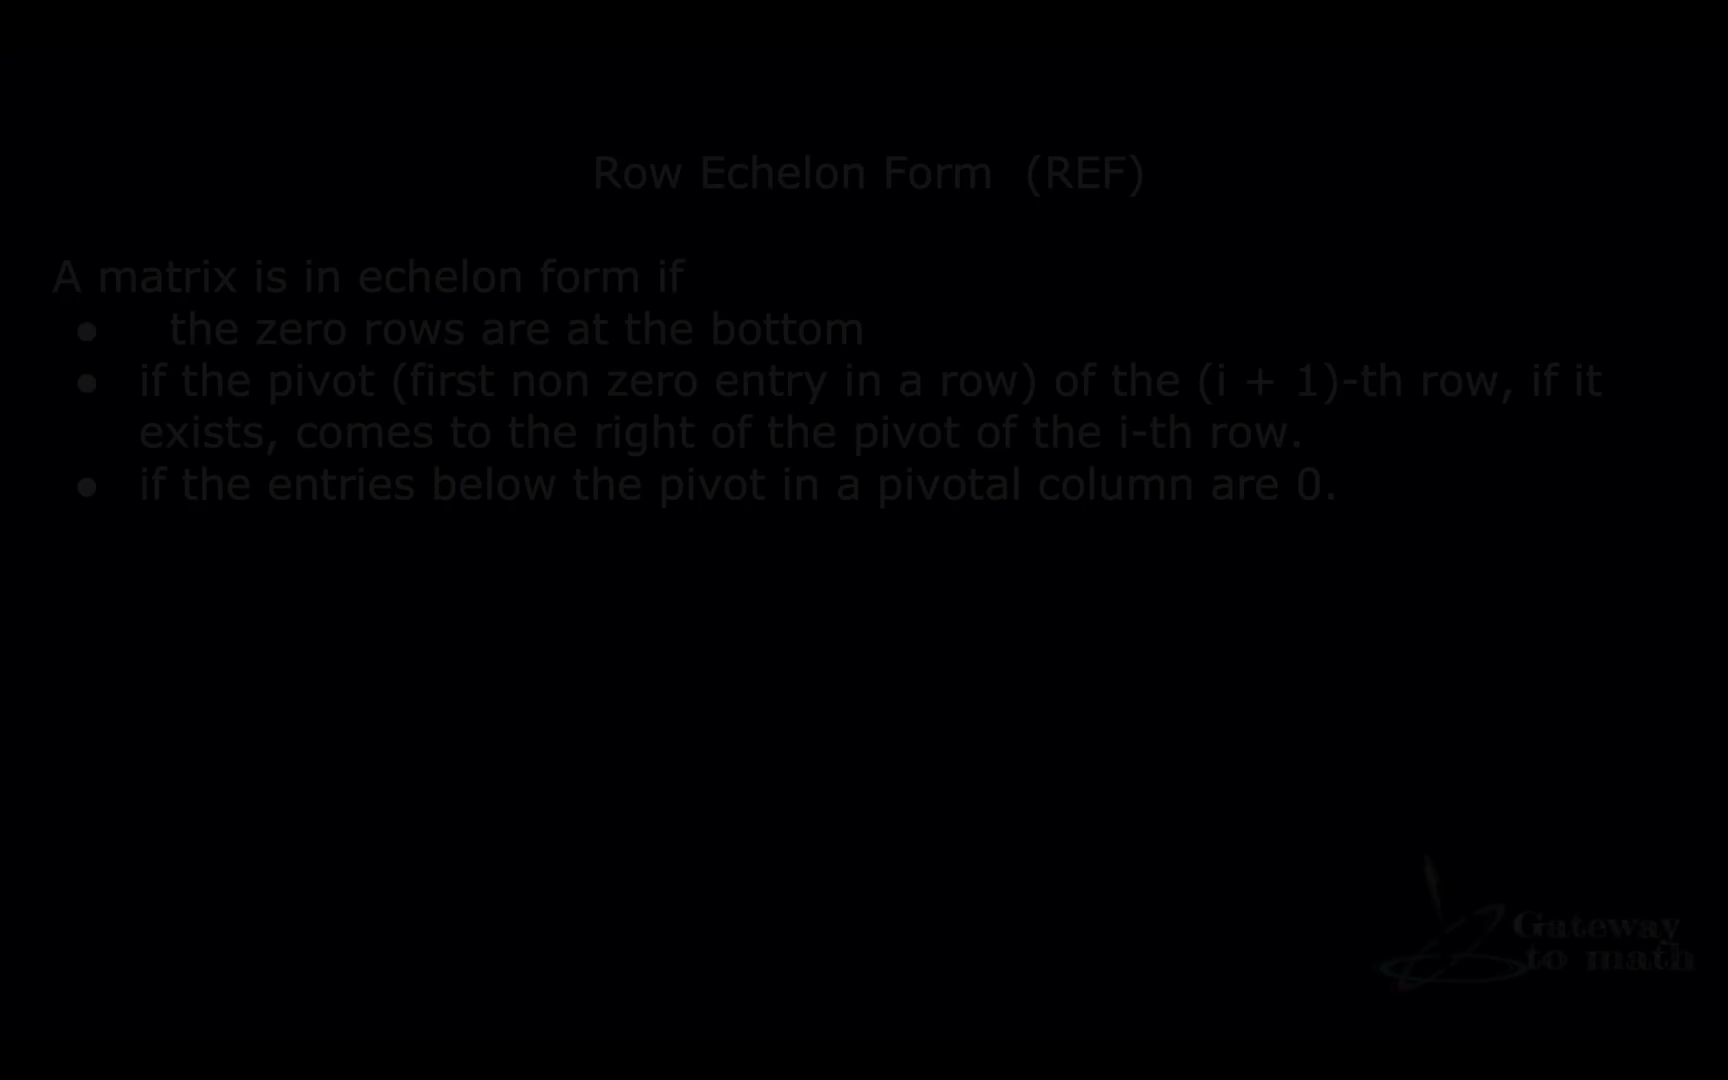 Row Echelon Form (REF)
A matrix is in echelon form if
● the zero rows are at the bottom
● if the pivot (first non zero entry in a row) of the (i + 1)-th row, if it
exists, comes to the right of the pivot of the i-th row.
● if the entries below the pivot in a pivotal column are 0.
Gateway
to math